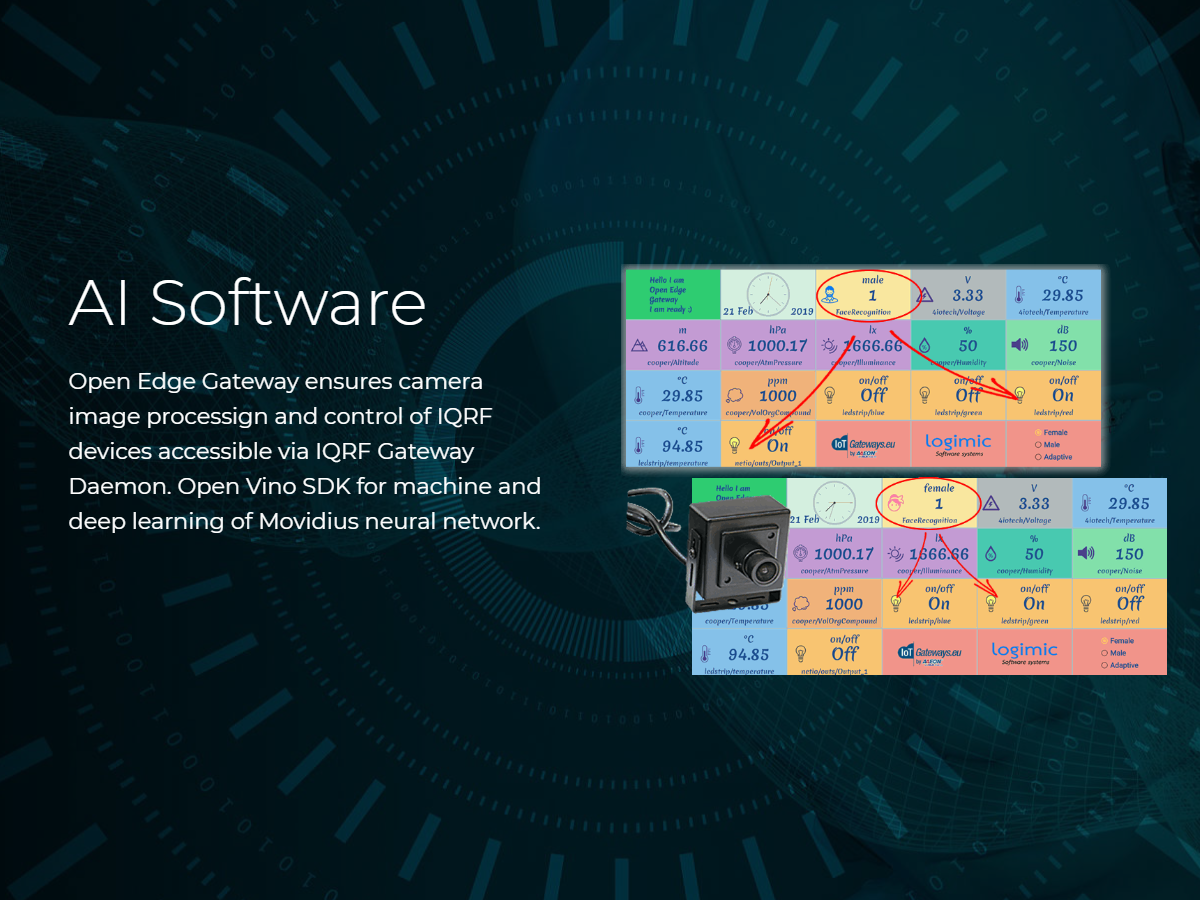 AI Software
Open Edge Gateway ensures camera
image processign and control of IQRF
devices accessible via IQRF Gateway
Daemon. Open Vino SDK for machine and
deep learning of Movidius neural network.
Hello I am
Open Edge
Gateway
I am ready :)
21 Feb 2019
male
1
FaceRecognition
V
3.33
4iotech/Voltage
°C
29.85
4iotech/Temperature
m
616.66
cooper/Altitude
hPa
1000.17
cooper/AtmPressure
lx
1666.66
cooper/Illuminance
%
50
cooper/Humidity
dB
150
cooper/Noise
°C
29.85
cooper/Temperature
ppm
1000
cooper/VolOrgCompound
on/off
Off
ledstrip/blue
on/off
Off
ledstrip/green
on/off
On
ledstrip/red
°C
94.85
ledstrip/temperature
on/off
On
netio/outs/Output_1
IoT Gateways.eu
by AAEON
logimic
Software systems
Female
Male
Adaptive
Hello I am
21 Feb 2019
female
1
FaceRecognition
V
3.33
4iotech/Voltage
°C
29.85
4iotech/Temperature
hPa
1000.17
cooper/AtmPressure
lx
1666.66
cooper/Illuminance
%
50
cooper/Humidity
dB
150
cooper/Noise
cooper/Temperature
ppm
1000
cooper/VolOrgCompound
on/off
On
ledstrip/blue
on/off
On
ledstrip/green
on/off
Off
ledstrip/red
°C
94.85
ledstrip/temperature
on/off
Off
netio/outs/Output_1
IoT Gateways.eu
by AAEON
logimic
Software systems
Female
Male
Adaptive